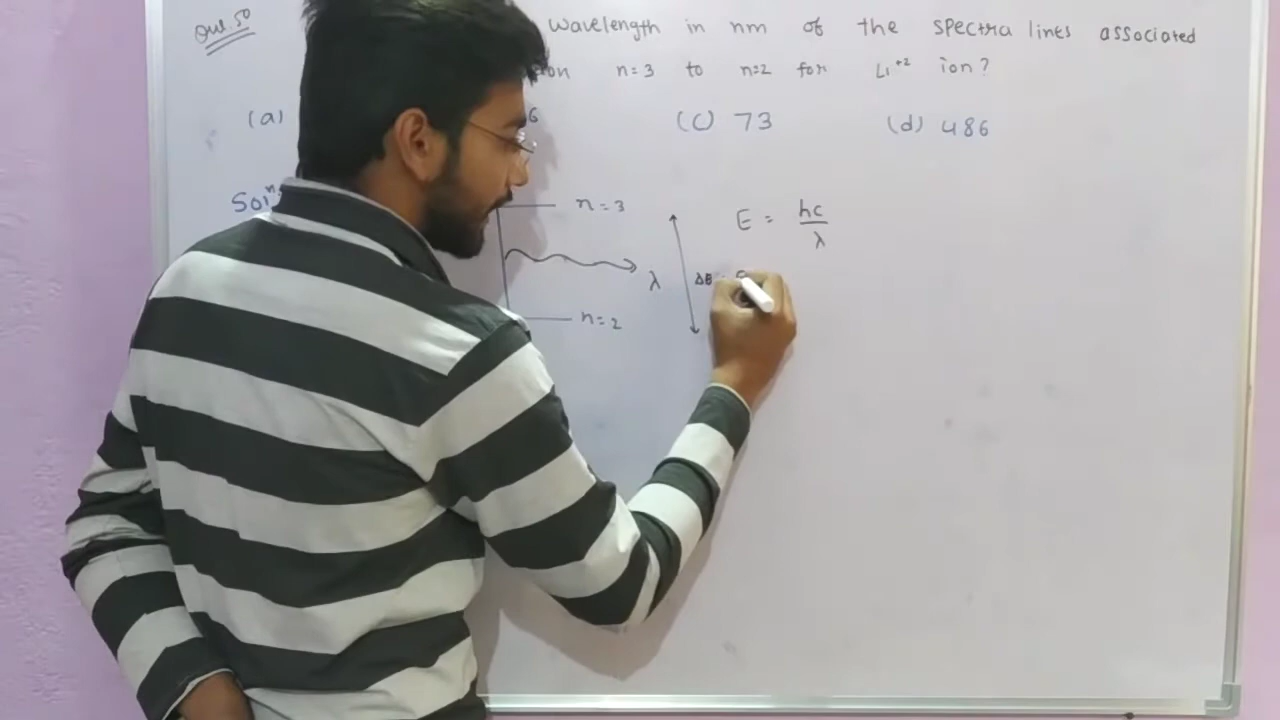 Que 50 wavelength in nm of the spectra lines associated
n=3 to n=2 for Li+2 ion?
(a) 6 (C) 73 (d) 486
Soln n=3 E = hc/λ
λ ΔE
n=2